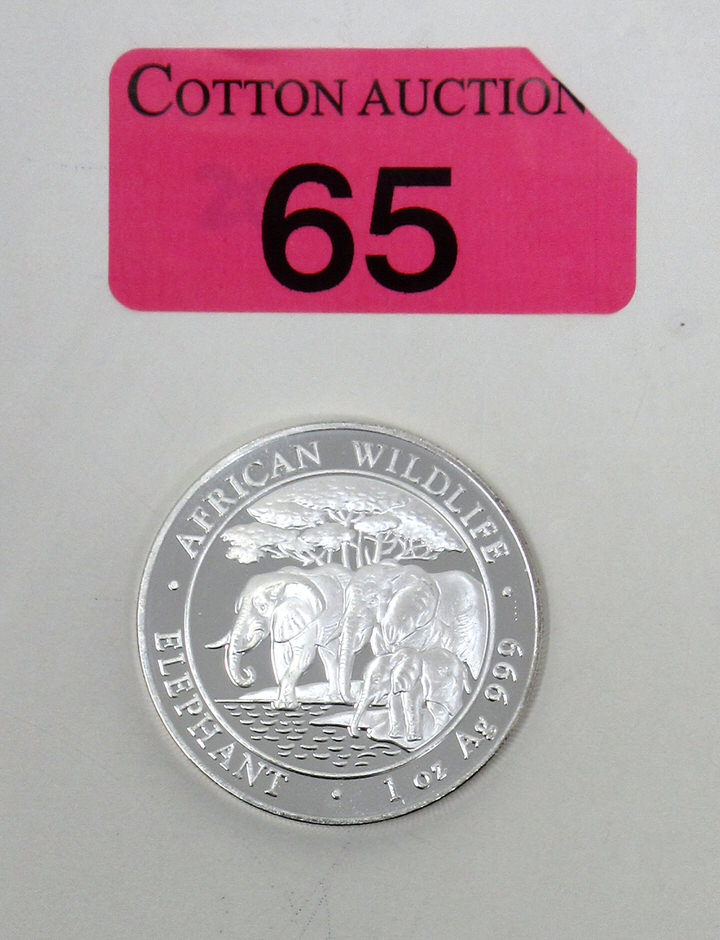 COTTON AUCTION
65
AFRICAN WILDLIFE
ELEPHANT · 1 oz Ag 999